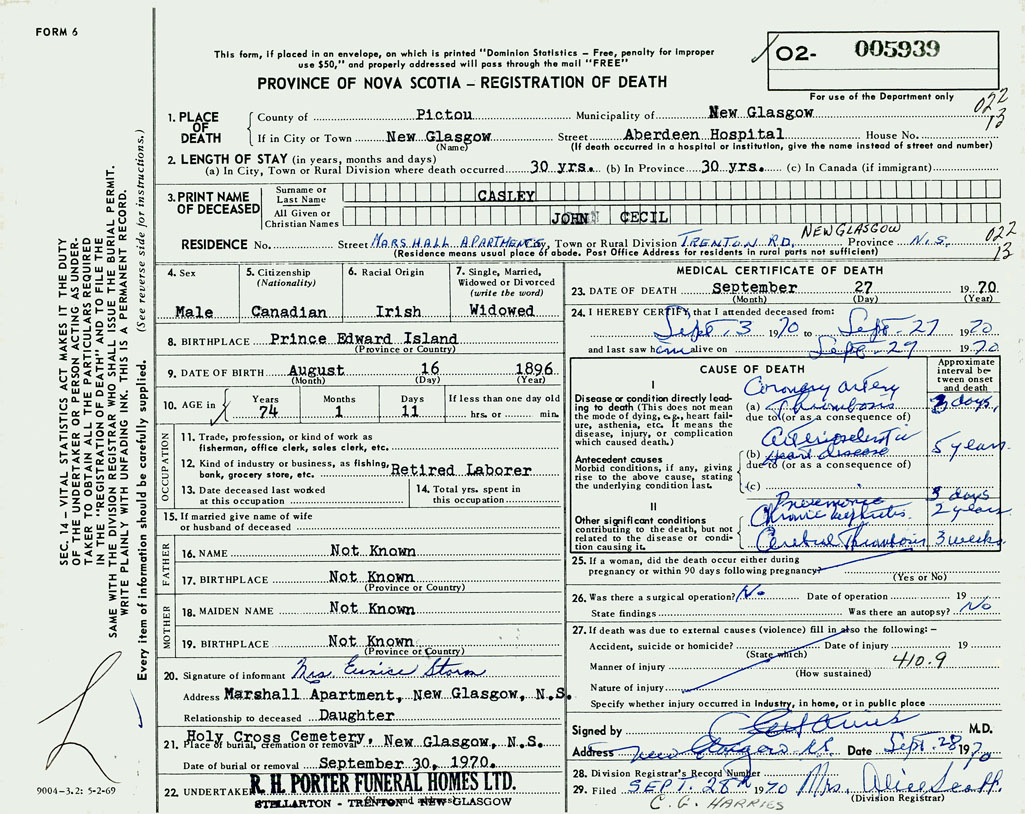 FORM 6
This form, if placed in an envelope, on which is printed "Dominion Statistics – Free, penalty for improper
use $50," and properly addressed will pass through the mail "FREE"
O2- 005939
PROVINCE OF NOVA SCOTIA – REGISTRATION OF DEATH
For use of the Department only
022
13
1. PLACE OF DEATH
County of Pictou Municipality of New Glasgow
If in City or Town New Glasgow Street Aberdeen Hospital House No.
(Name) (If death occurred in a hospital or institution, give the name instead of street and number)
2. LENGTH OF STAY (in years, months and days)
(a) In City, Town or Rural Division where death occurred 30 yrs. (b) In Province 30 yrs. (c) In Canada (if immigrant)
3. PRINT NAME OF DECEASED
Surname or Last Name CASLEY
All Given or Christian Names JOHN CECIL
RESIDENCE No. Street MARSHALL APARTMENTS City, Town or Rural Division TRENTON RD. NEW GLASGOW Province N.S.
022
13
(Residence means usual place of abode. Post Office Address for residents in rural parts not sufficient)
4. Sex
Male
5. Citizenship
(Nationality)
Canadian
6. Racial Origin
Irish
7. Single, Married,
Widowed or Divorced
(write the word)
Widowed
8. BIRTHPLACE Prince Edward Island
(Province or Country)
9. DATE OF BIRTH August 16 1896
(Month) (Day) (Year)
10. AGE in
Years Months Days If less than one day old
74 1 11 hrs. or min.
OCCUPATION
11. Trade, profession, or kind of work as
fisherman, office clerk, sales clerk, etc.
12. Kind of industry or business, as fishing,
bank, grocery store, etc. Retired Laborer
13. Date deceased last worked
at this occupation
14. Total yrs. spent in
this occupation
15. If married give name of wife
or husband of deceased
FATHER
16. NAME Not Known
17. BIRTHPLACE Not Known
(Province or Country)
MOTHER
18. MAIDEN NAME Not Known
19. BIRTHPLACE Not Known
(Province or Country)
20. Signature of informant Mrs. Eunice Storm
Address Marshall Apartment, New Glasgow, N.S.
Relationship to deceased Daughter
21. Place of burial, cremation or removal Holy Cross Cemetery, New Glasgow, N.S.
Date of burial or removal September 30, 1970.
22. UNDERTAKER R. H. PORTER FUNERAL HOMES LTD.
STELLARTON - TRENTON - NEW GLASGOW
MEDICAL CERTIFICATE OF DEATH
23. DATE OF DEATH September 27 1970
(Month) (Day) (Year)
24. I HEREBY CERTIFY that I attended deceased from:
Sept. 3 1970 to Sept. 27 1970
and last saw him alive on Sept. 27 1970
CAUSE OF DEATH
Approximate
interval be-
tween onset
and death
I
Disease or condition directly lead-
ing to death (This does not mean
the mode of dying, e.g., heart fail-
ure, asthenia, etc. It means the
disease, injury, or complication
which caused death.)
(a) Coronary artery
Thrombosis 3 days
due to (or as a consequence of)
Antecedent causes
Morbid conditions, if any, giving
rise to the above cause, stating
the underlying condition last.
(b) Arteriosclerotic
Heart disease 5 years
due to (or as a consequence of)
(c)
II
Other significant conditions
contributing to the death, but not
related to the disease or condi-
tion causing it.
Pneumonia 3 days
Chronic nephritis 2 years
Cerebral Thrombosis 3 weeks
25. If a woman, did the death occur either during
pregnancy or within 90 days following pregnancy?
(Yes or No)
26. Was there a surgical operation? No Date of operation 19
State findings Was there an autopsy? No
27. If death was due to external causes (violence) fill in also the following: –
Accident, suicide or homicide? Date of injury 19
(State which)
410.9
Manner of injury
(How sustained)
Nature of injury
Specify whether injury occurred in industry, in home, or in public place
Signed by M.D.
Address New Glasgow N.S. Date Sept. 28 1970
28. Division Registrar's Record Number
29. Filed SEPT. 28th 1970 Mrs. Alice Scott
(Division Registrar)
C. G. HARRIES
SEC. 14 – VITAL STATISTICS ACT MAKES IT THE DUTY
OF THE UNDERTAKER OR PERSON ACTING AS UNDER-
TAKER TO OBTAIN ALL THE PARTICULARS REQUIRED
IN THE "REGISTRATION OF DEATH" AND TO FILE THE
SAME WITH THE DIVISION REGISTRAR WHO SHALL ISSUE THE BURIAL PERMIT.
WRITE PLAINLY WITH UNFADING INK. THIS IS A PERMANENT RECORD.
Every item of information should be carefully supplied. (See reverse side for instructions.)
9004–3.2: 5-2-69